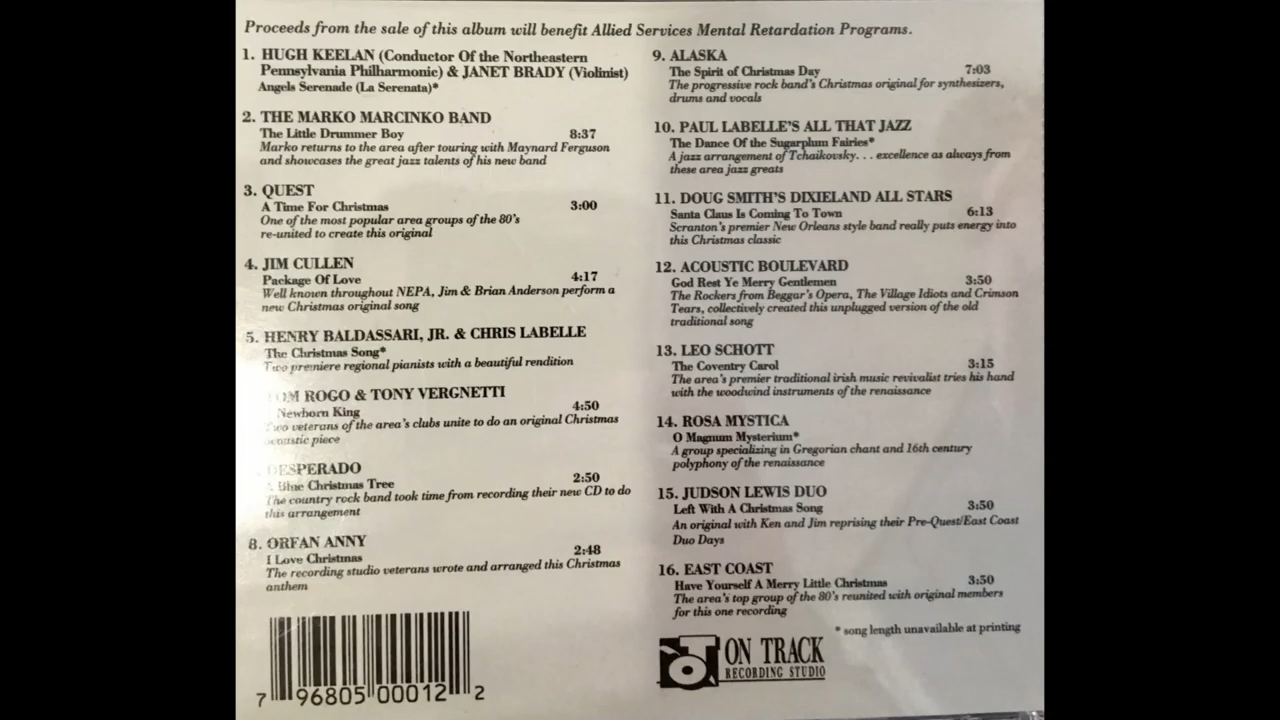 Proceeds from the sale of this album will benefit Allied Services Mental Retardation Programs.
1. HUGH KEELAN (Conductor Of the Northeastern
Pennsylvania Philharmonic) & JANET BRADY (Violinist)
Angels Serenade (La Serenata)*
2. THE MARKO MARCINKO BAND
The Little Drummer Boy 8:37
Marko returns to the area after touring with Maynard Ferguson
and showcases the great jazz talents of his new band
3. QUEST
A Time For Christmas 3:00
One of the most popular area groups of the 80's
re-united to create this original
4. JIM CULLEN
Package Of Love 4:17
Well known throughout NEPA, Jim & Brian Anderson perform a
new Christmas original song
5. HENRY BALDASSARI, JR. & CHRIS LABELLE
The Christmas Song*
Two premiere regional pianists with a beautiful rendition
TOM ROGO & TONY VERGNETTI
Newborn King 4:50
Two veterans of the area's clubs unite to do an original Christmas
acoustic piece
DESPERADO
Blue Christmas Tree 2:50
The country rock band took time from recording their new CD to do
this arrangement
8. ORFAN ANNY
I Love Christmas 2:48
The recording studio veterans wrote and arranged this Christmas
anthem
7 96805 00012 2
9. ALASKA
The Spirit of Christmas Day 7:03
The progressive rock band's Christmas original for synthesizers,
drums and vocals
10. PAUL LABELLE'S ALL THAT JAZZ
The Dance Of the Sugarplum Fairies*
A jazz arrangement of Tchaikovsky. . . excellence as always from
these area jazz greats
11. DOUG SMITH'S DIXIELAND ALL STARS
Santa Claus Is Coming To Town 6:13
Scranton's premier New Orleans style band really puts energy into
this Christmas classic
12. ACOUSTIC BOULEVARD
God Rest Ye Merry Gentlemen 3:50
The Rockers from Beggar's Opera, The Village Idiots and Crimson
Tears, collectively created this unplugged version of the old
traditional song
13. LEO SCHOTT
The Coventry Carol 3:15
The area's premier traditional irish music revivalist tries his hand
with the woodwind instruments of the renaissance
14. ROSA MYSTICA
O Magnum Mysterium*
A group specializing in Gregorian chant and 16th century
polyphony of the renaissance
15. JUDSON LEWIS DUO
Left With A Christmas Song 3:50
An original with Ken and Jim reprising their Pre-Quest/East Coast
Duo Days
16. EAST COAST
Have Yourself A Merry Little Christmas 3:50
The area's top group of the 80's reunited with original members
for this one recording
* song length unavailable at printing
ON TRACK
RECORDING STUDIO